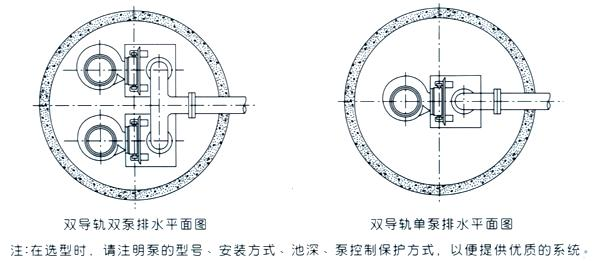 双导轨双泵排水平面图
双导轨单泵排水平面图
注:在选型时、请注明泵的型号、安装方式、池深、泵控制保护方式,以便提供优质的系统。